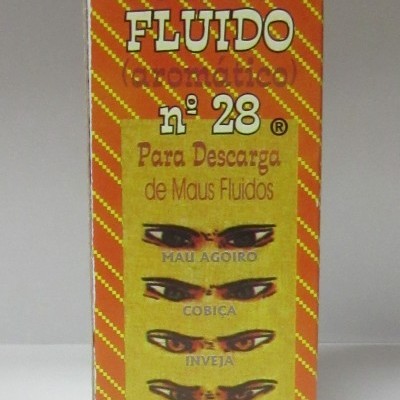 FLUIDO
(aromático)
nº 28 ®
Para Descarga
de Maus Fluidos
MAU AGOIRO
COBIÇA
INVEJA